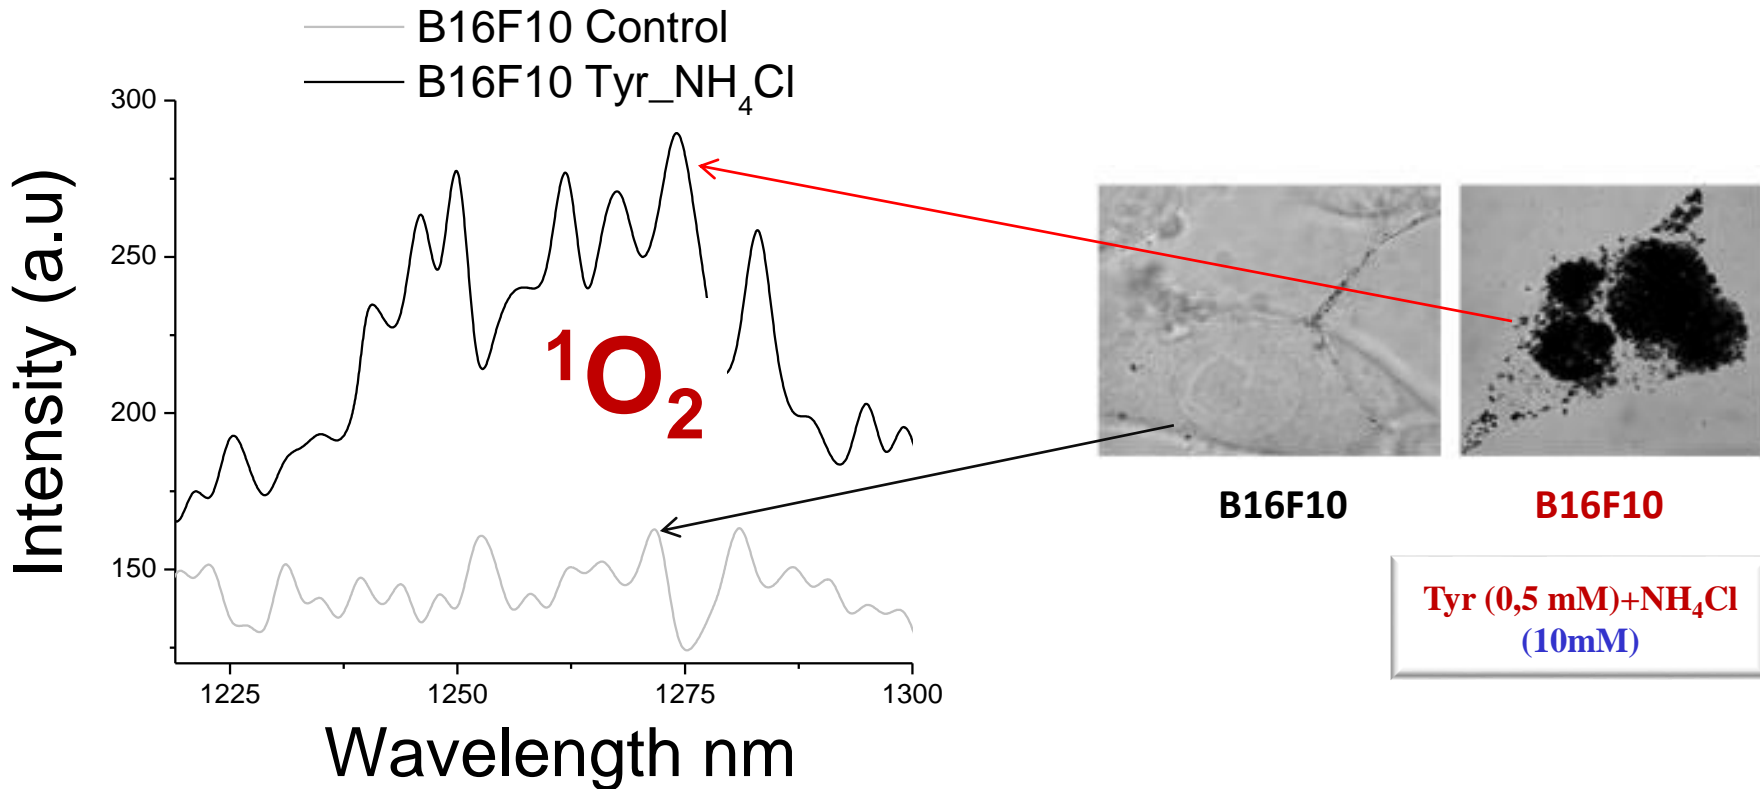 B16F10 Control
B16F10 Tyr_NH₄Cl
Intensity (a.u)
300
250
200
150
¹O₂
1225
1250
1275
1300
Wavelength nm
B16F10
B16F10
Tyr (0,5 mM)+NH₄Cl
(10mM)